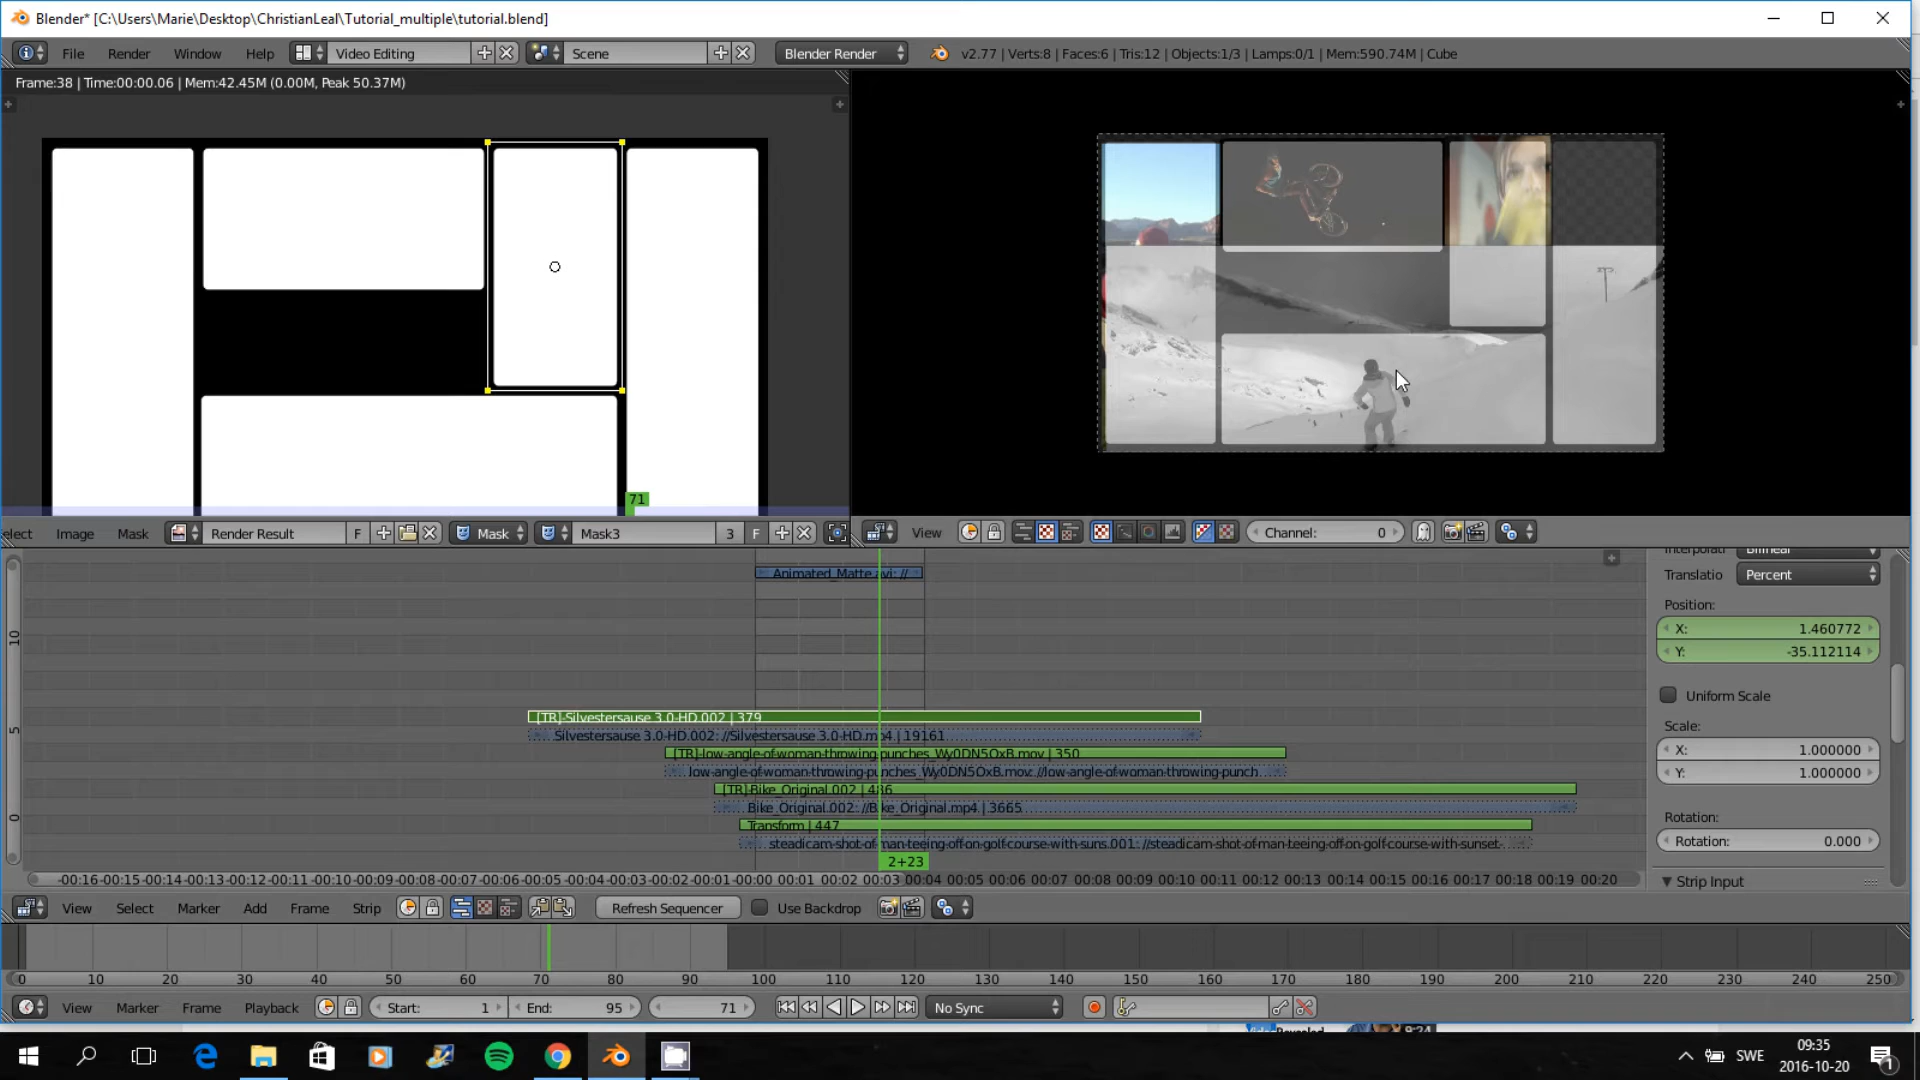 Blender* [C:\Users\Marie\Desktop\ChristianLeal\Tutorial_multiple\tutorial.blend]
File Render Window Help Video Editing Scene Blender Render v2.77 | Verts:8 | Faces:6 | Tris:12 | Objects:1/3 | Lamps:0/1 | Mem:590.74M | Cube
Frame:38 | Time:00:00.06 | Mem:42.45M (0.00M, Peak 50.37M)
71
elect Image Mask Render Result F Mask Mask3 3 F View Channel: 0
Interpolati Bilinear
Animated_Matte.avi: //
Translatio Percent
Position:
X: 1.460772
Y: -35.112114
Uniform Scale
Scale:
X: 1.000000
Y: 1.000000
Rotation:
Rotation: 0.000
Strip Input
10
5
0
[TR]-Silvestersause 3.0-HD.002 | 379
Silvestersause 3.0-HD.002: //Silvestersause 3.0-HD.mp4 | 19161
[TR]-low-angle-of-woman-throwing-punches_Wy0DN5OxB.mov | 350
low-angle-of-woman-throwing-punches_Wy0DN5OxB.mov: //low-angle-of-woman-throwing-punch
[TR]-Bike_Original.002 | 486
Bike_Original.002: //Bike_Original.mp4 | 3665
Transform | 447
steadicam-shot-of-man-teeing-off-on-golf-course-with-suns.001: //steadicam-shot-of-man-teeing-off-on-golf-course-with-sunset-
2+23
-00:16 -00:15 -00:14 -00:13 -00:12 -00:11 -00:10 -00:09 -00:08 -00:07 -00:06 -00:05 -00:04 -00:03 -00:02 -00:01 -00:00 00:01 00:02 00:03 00:04 00:05 00:06 00:07 00:08 00:09 00:10 00:11 00:12 00:13 00:14 00:15 00:16 00:17 00:18 00:19 00:20
View Select Marker Add Frame Strip Refresh Sequencer Use Backdrop
0 10 20 30 40 50 60 70 80 90 100 110 120 130 140 150 160 170 180 190 200 210 220 230 240 250
View Marker Frame Playback Start: 1 End: 95 71 No Sync
Revealed 9:24
SWE
09:35
2016-10-20
1